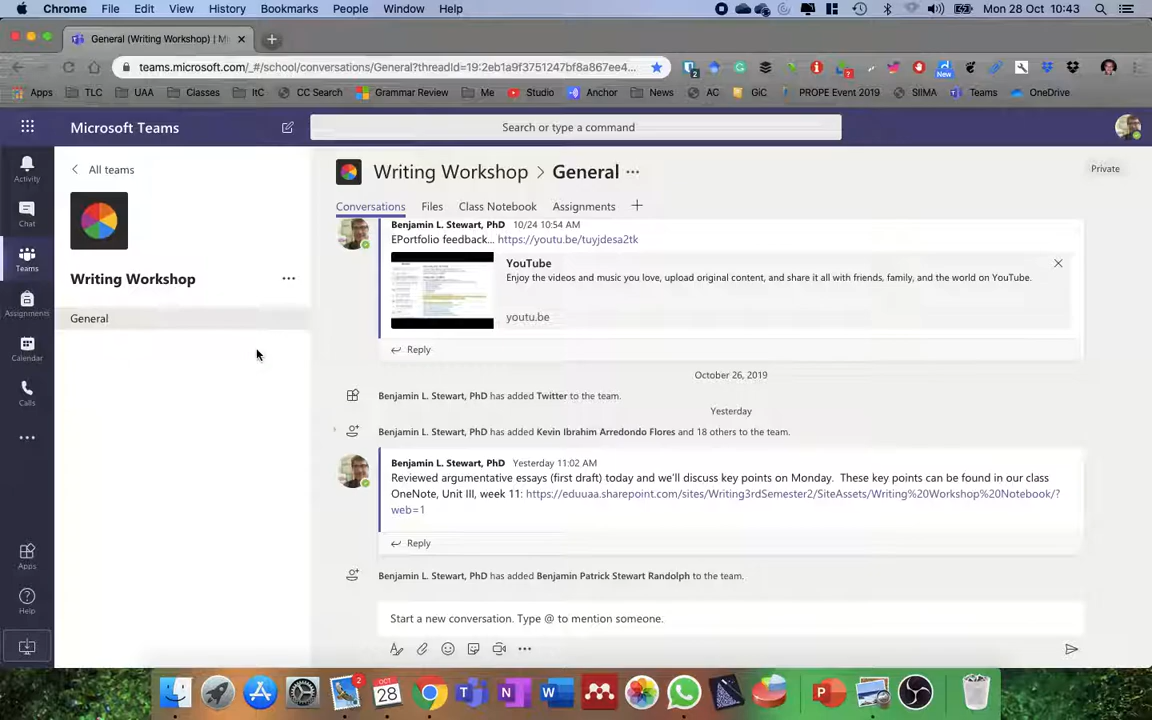 Chrome File Edit View History Bookmarks People Window Help Mon 28 Oct 10:43
General (Writing Workshop) | M
teams.microsoft.com/_#/school/conversations/General?threadId=19:2eb1a9f3751247bf8a867ee4...
2 ? New
Apps TLC UAA Classes ItC CC Search Grammar Review Me Studio Anchor News AC GiC PROPE Event 2019 SIIMA Teams OneDrive
Microsoft Teams Search or type a command
Activity
Chat
Teams
Assignments
Calendar
Calls
Apps
Help
All teams
Writing Workshop
General
Writing Workshop > General Private
Conversations Files Class Notebook Assignments
Benjamin L. Stewart, PhD 10/24 10:54 AM
EPortfolio feedback... https://youtu.be/tuyjdesa2tk
YouTube
Enjoy the videos and music you love, upload original content, and share it all with friends, family, and the world on YouTube.
youtu.be
Reply
October 26, 2019
Benjamin L. Stewart, PhD has added Twitter to the team.
Yesterday
Benjamin L. Stewart, PhD has added Kevin Ibrahim Arredondo Flores and 18 others to the team.
Benjamin L. Stewart, PhD Yesterday 11:02 AM
Reviewed argumentative essays (first draft) today and we'll discuss key points on Monday. These key points can be found in our class
OneNote, Unit III, week 11: https://eduuaa.sharepoint.com/sites/Writing3rdSemester2/SiteAssets/Writing%20Workshop%20Notebook/?
web=1
Reply
Benjamin L. Stewart, PhD has added Benjamin Patrick Stewart Randolph to the team.
Start a new conversation. Type @ to mention someone.
2 OCT 28